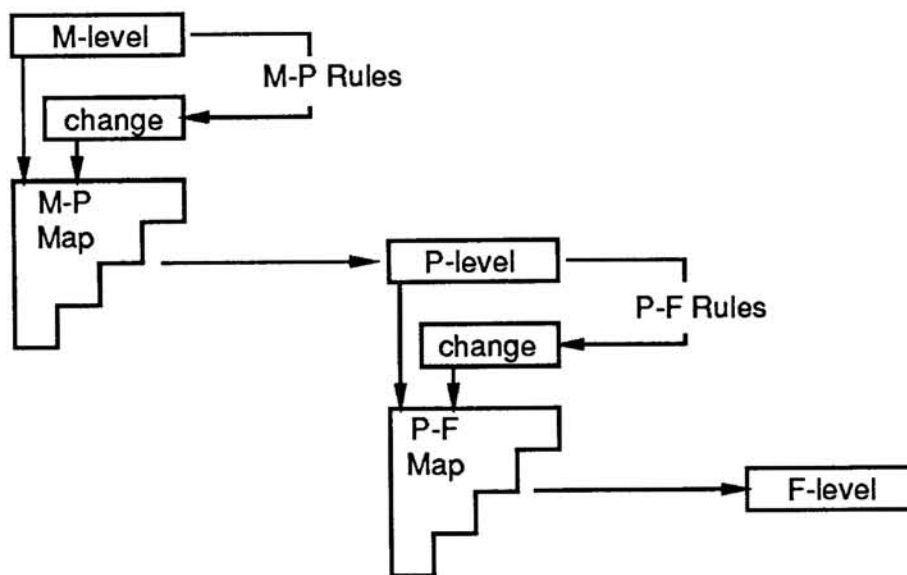 M-level
M-P Rules
change
M-P
Map
P-level
P-F Rules
change
P-F
Map
F-level